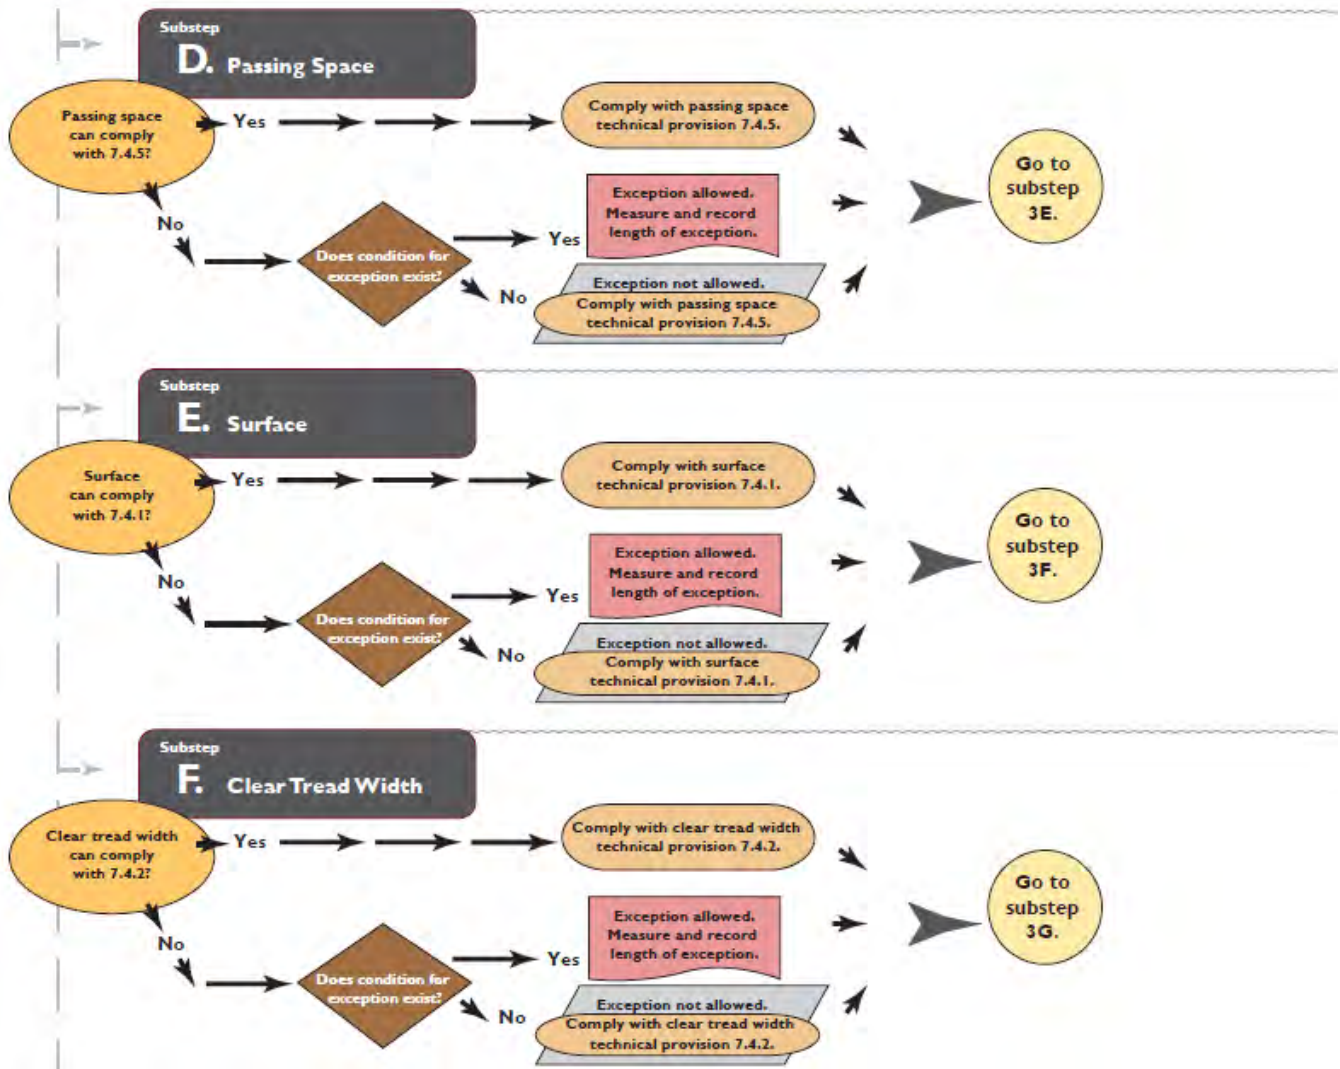 Substep
D. Passing Space
Passing space
can comply
with 7.4.5?
Yes
Comply with passing space
technical provision 7.4.5.
No
Does condition for
exception exist?
Yes
Exception allowed.
Measure and record
length of exception.
No
Exception not allowed.
Comply with passing space
technical provision 7.4.5.
Go to
substep
3E.
Substep
E. Surface
Surface
can comply
with 7.4.1?
Yes
Comply with surface
technical provision 7.4.1.
No
Does condition for
exception exist?
Yes
Exception allowed.
Measure and record
length of exception.
No
Exception not allowed.
Comply with surface
technical provision 7.4.1.
Go to
substep
3F.
Substep
F. Clear Tread Width
Clear tread width
can comply
with 7.4.2?
Yes
Comply with clear tread width
technical provision 7.4.2.
No
Does condition for
exception exist?
Yes
Exception allowed.
Measure and record
length of exception.
No
Exception not allowed.
Comply with clear tread width
technical provision 7.4.2.
Go to
substep
3G.